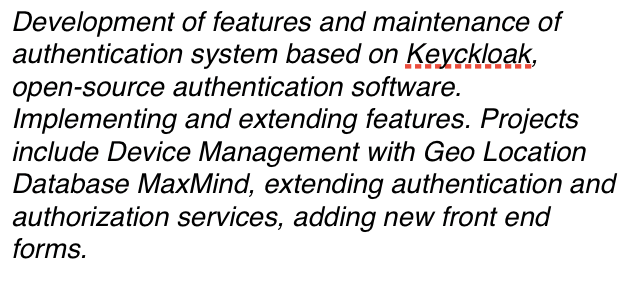 Development of features and maintenance of
authentication system based on Keyckloak,
open-source authentication software.
Implementing and extending features. Projects
include Device Management with Geo Location
Database MaxMind, extending authentication and
authorization services, adding new front end
forms.